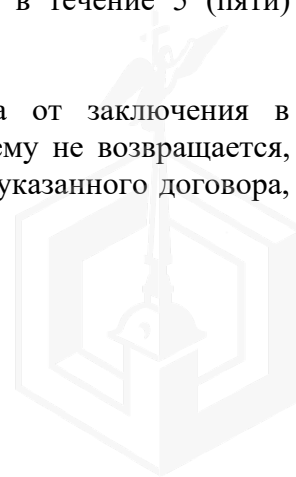 в течение 5 (пяти)
а от заключения в
ему не возвращается,
указанного договора,